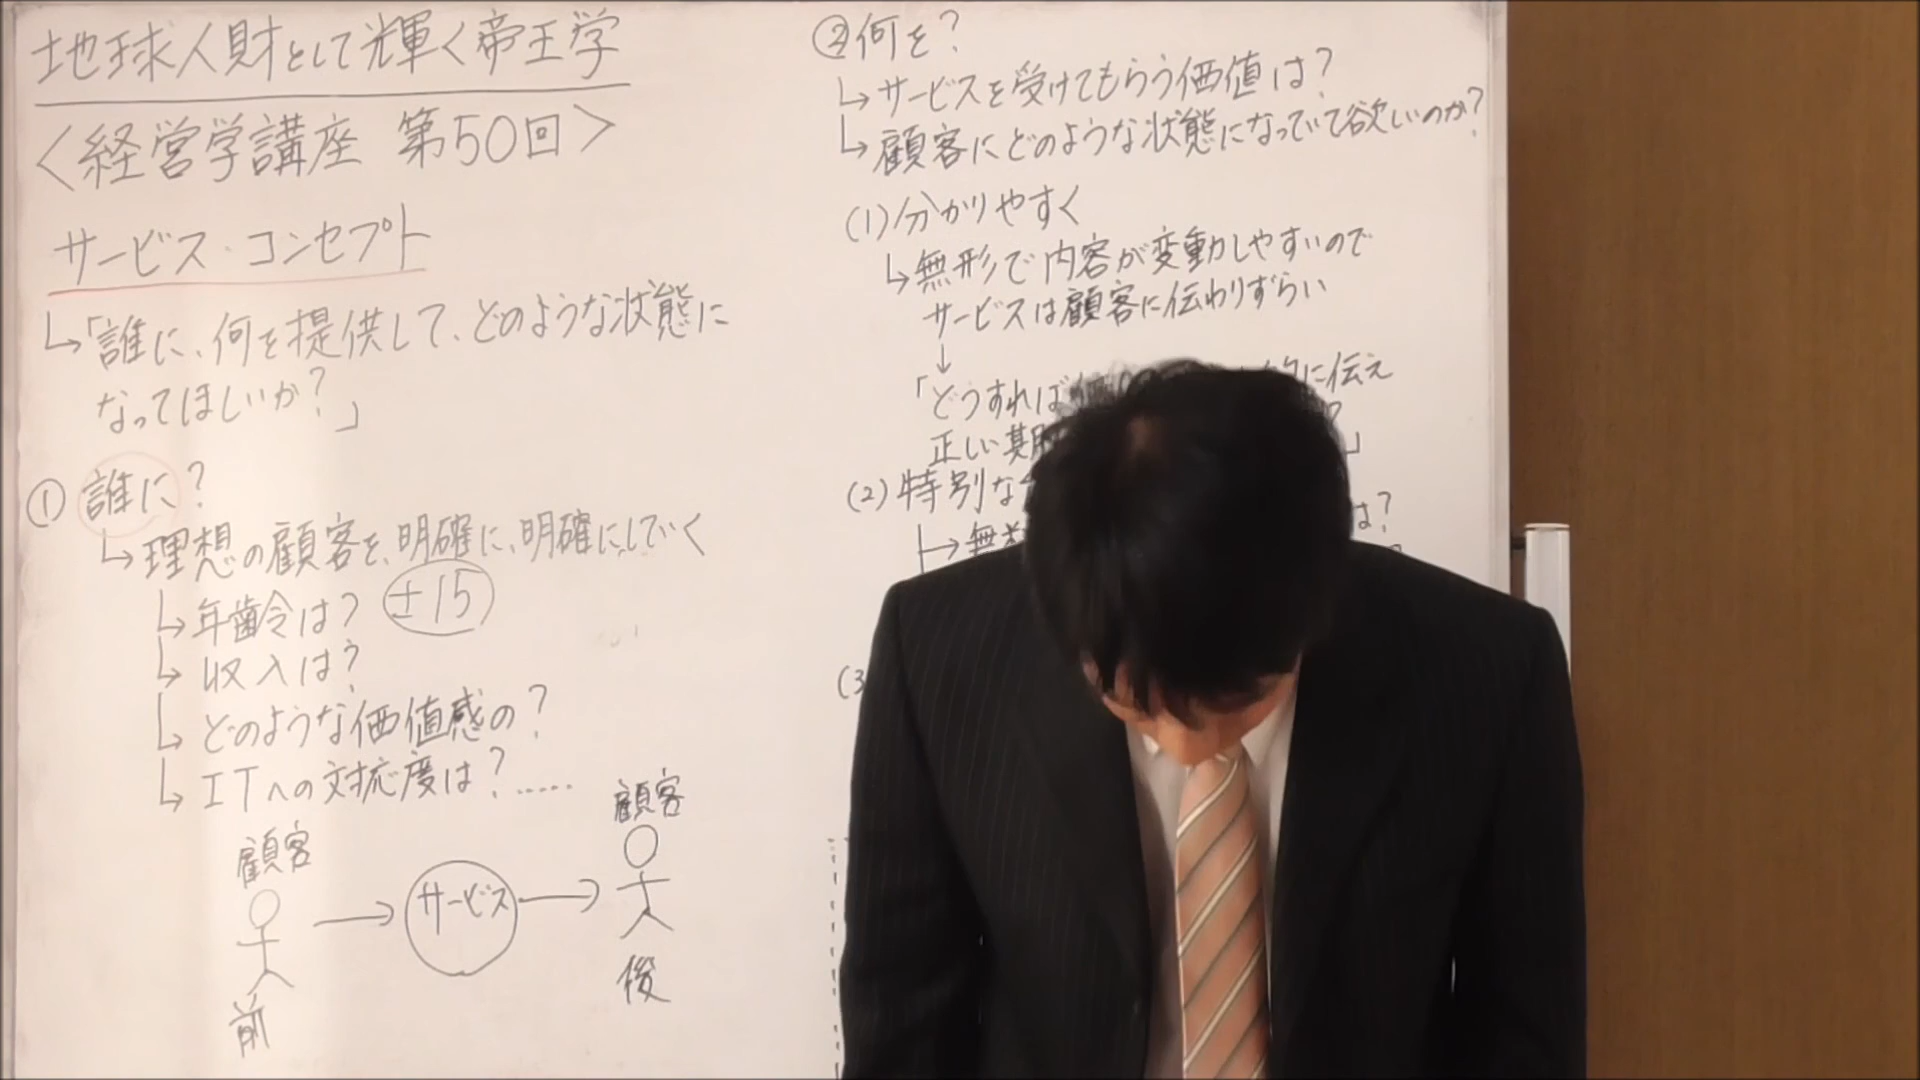 地球人財として輝く帝王学
<経営学講座 第50回>
サービス・コンセプト
↳「誰に、何を提供して、どのような状態に
なってほしいか？」
① 誰に？
↳理想の顧客を、明確に、明確にしていく
↳年齢は？ ±15
↳収入は？
↳どのような価値感の？
↳ITへの対応度は？……
顧客
前
サービス
顧客
後
②何を？
↳サービスを受けてもらう価値は？
↳顧客にどのような状態になっていて欲しいのか？
(1)分かりやすく
↳無形で内容が変動しやすいので
サービスは顧客に伝わりずらい
↓
「どうすれば
に伝え
正しい
」
(2)特別な
は？
(3